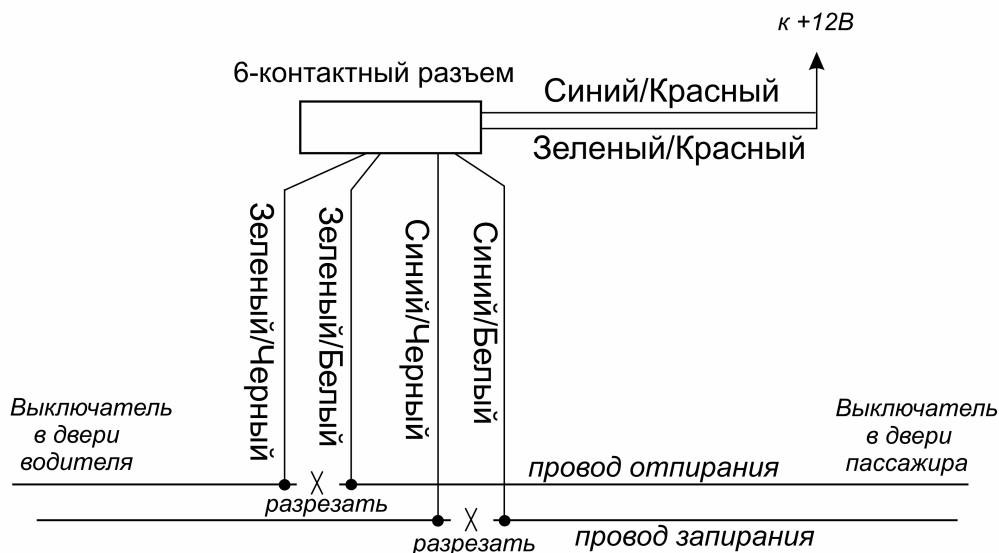 к +12В
6-контактный разъем
Синий/Красный
Зеленый/Красный
Зеленый/Черный
Зеленый/Белый
Синий/Черный
Синий/Белый
Выключатель
в двери
водителя
Выключатель
в двери
пассажира
провод отпирания
разрезать
провод запирания
разрезать